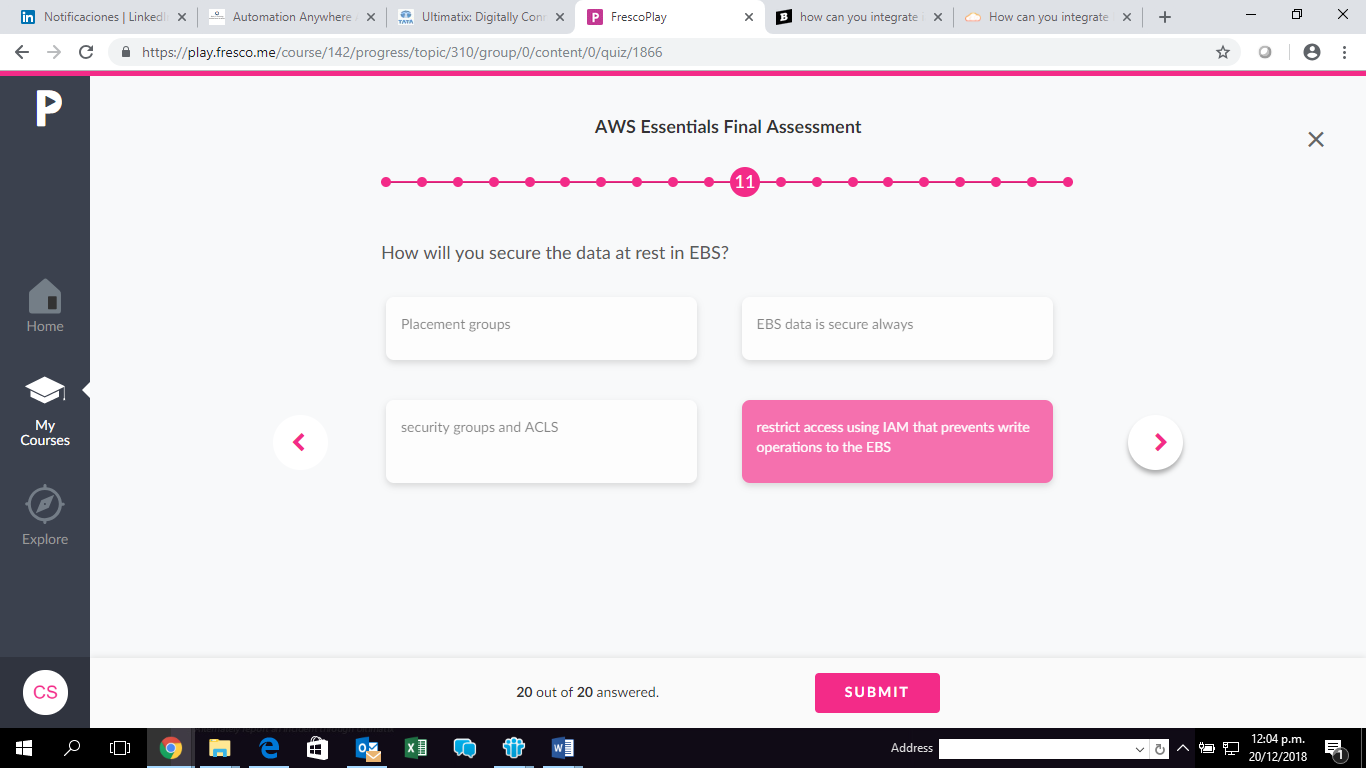 Notificaciones | LinkedI
Automation Anywhere
Ultimatix: Digitally Conn
FrescoPlay
how can you integrate
How can you integrate
https://play.fresco.me/course/142/progress/topic/310/group/0/content/0/quiz/1866
P
AWS Essentials Final Assessment
11
How will you secure the data at rest in EBS?
Placement groups
EBS data is secure always
security groups and ACLS
restrict access using IAM that prevents write
operations to the EBS
Home
My
Courses
Explore
CS
20 out of 20 answered.
SUBMIT
Address
12:04 p.m.
20/12/2018
1